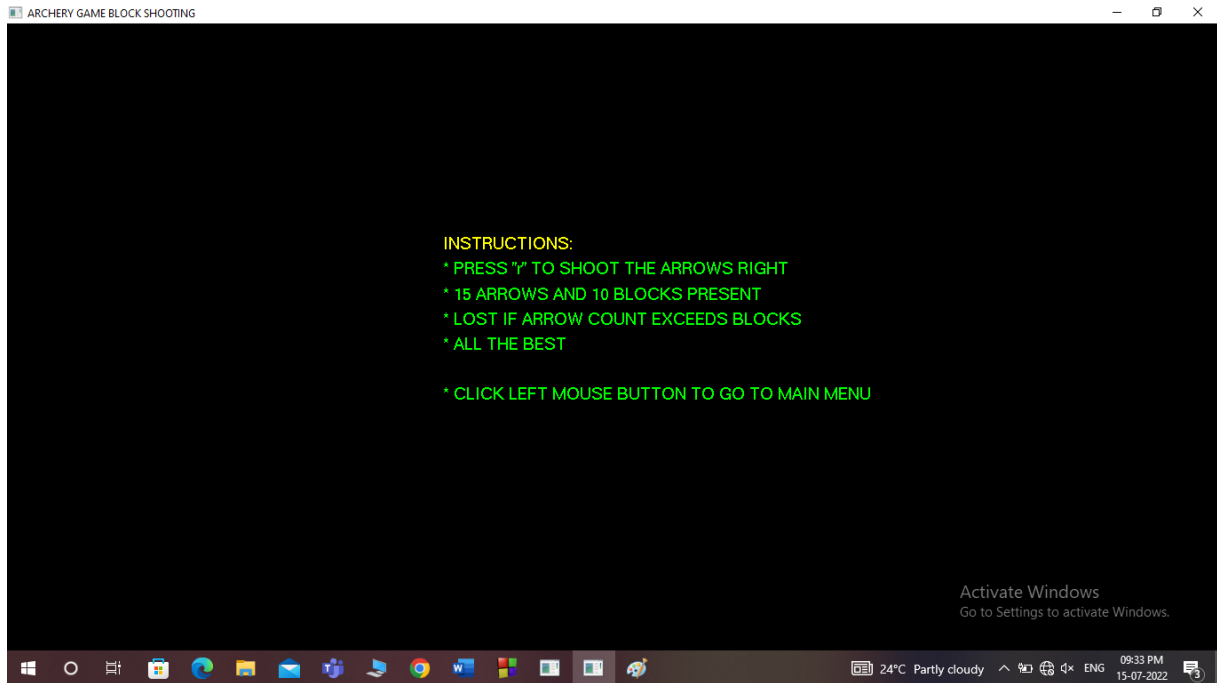 ARCHERY GAME BLOCK SHOOTING
INSTRUCTIONS:
* PRESS "r" TO SHOOT THE ARROWS RIGHT
* 15 ARROWS AND 10 BLOCKS PRESENT
* LOST IF ARROW COUNT EXCEEDS BLOCKS
* ALL THE BEST
* CLICK LEFT MOUSE BUTTON TO GO TO MAIN MENU
Activate Windows
Go to Settings to activate Windows.
24°C Partly cloudy ENG 09:33 PM
15-07-2022 3